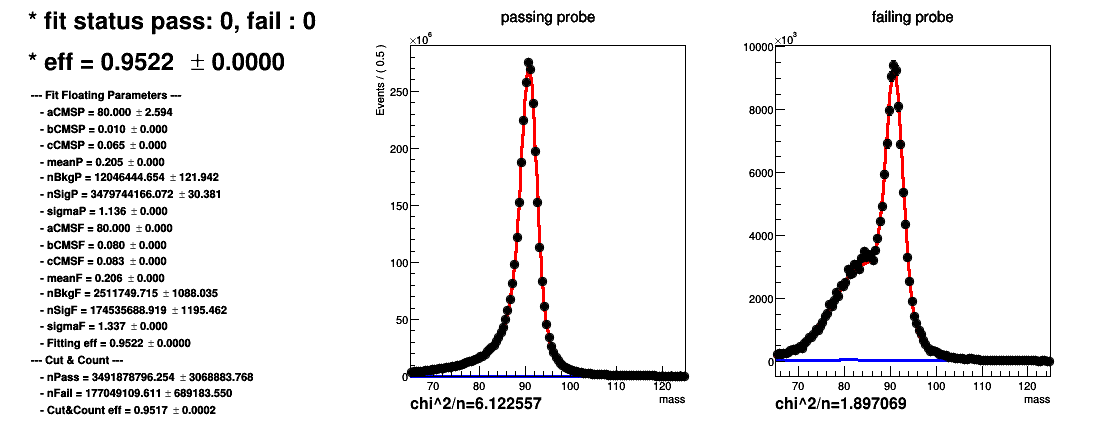 * fit status pass: 0, fail : 0
* eff = 0.9522 ± 0.0000
--- Fit Floating Parameters ---
- aCMSP = 80.000 ± 2.594
- bCMSP = 0.010 ± 0.000
- cCMSP = 0.065 ± 0.000
- meanP = 0.205 ± 0.000
- nBkgP = 12046444.654 ± 121.942
- nSigP = 3479744166.072 ± 30.381
- sigmaP = 1.136 ± 0.000
- aCMSF = 80.000 ± 0.000
- bCMSF = 0.080 ± 0.000
- cCMSF = 0.083 ± 0.000
- meanF = 0.206 ± 0.000
- nBkgF = 2511749.715 ± 1088.035
- nSigF = 174535688.919 ± 1195.462
- sigmaF = 1.337 ± 0.000
- Fitting eff = 0.9522 ± 0.0000
--- Cut & Count ---
- nPass = 3491878796.254 ± 3068883.768
- nFail = 177049109.611 ± 689183.550
- Cut&Count eff = 0.9517 ± 0.0002
passing probe
×10^6
Events / ( 0.5 )
250
200
150
100
50
0
70 80 90 100 110 120
mass
chi^2/n=6.122557
failing probe
×10^3
10000
8000
6000
4000
2000
0
70 80 90 100 110 120
mass
chi^2/n=1.897069